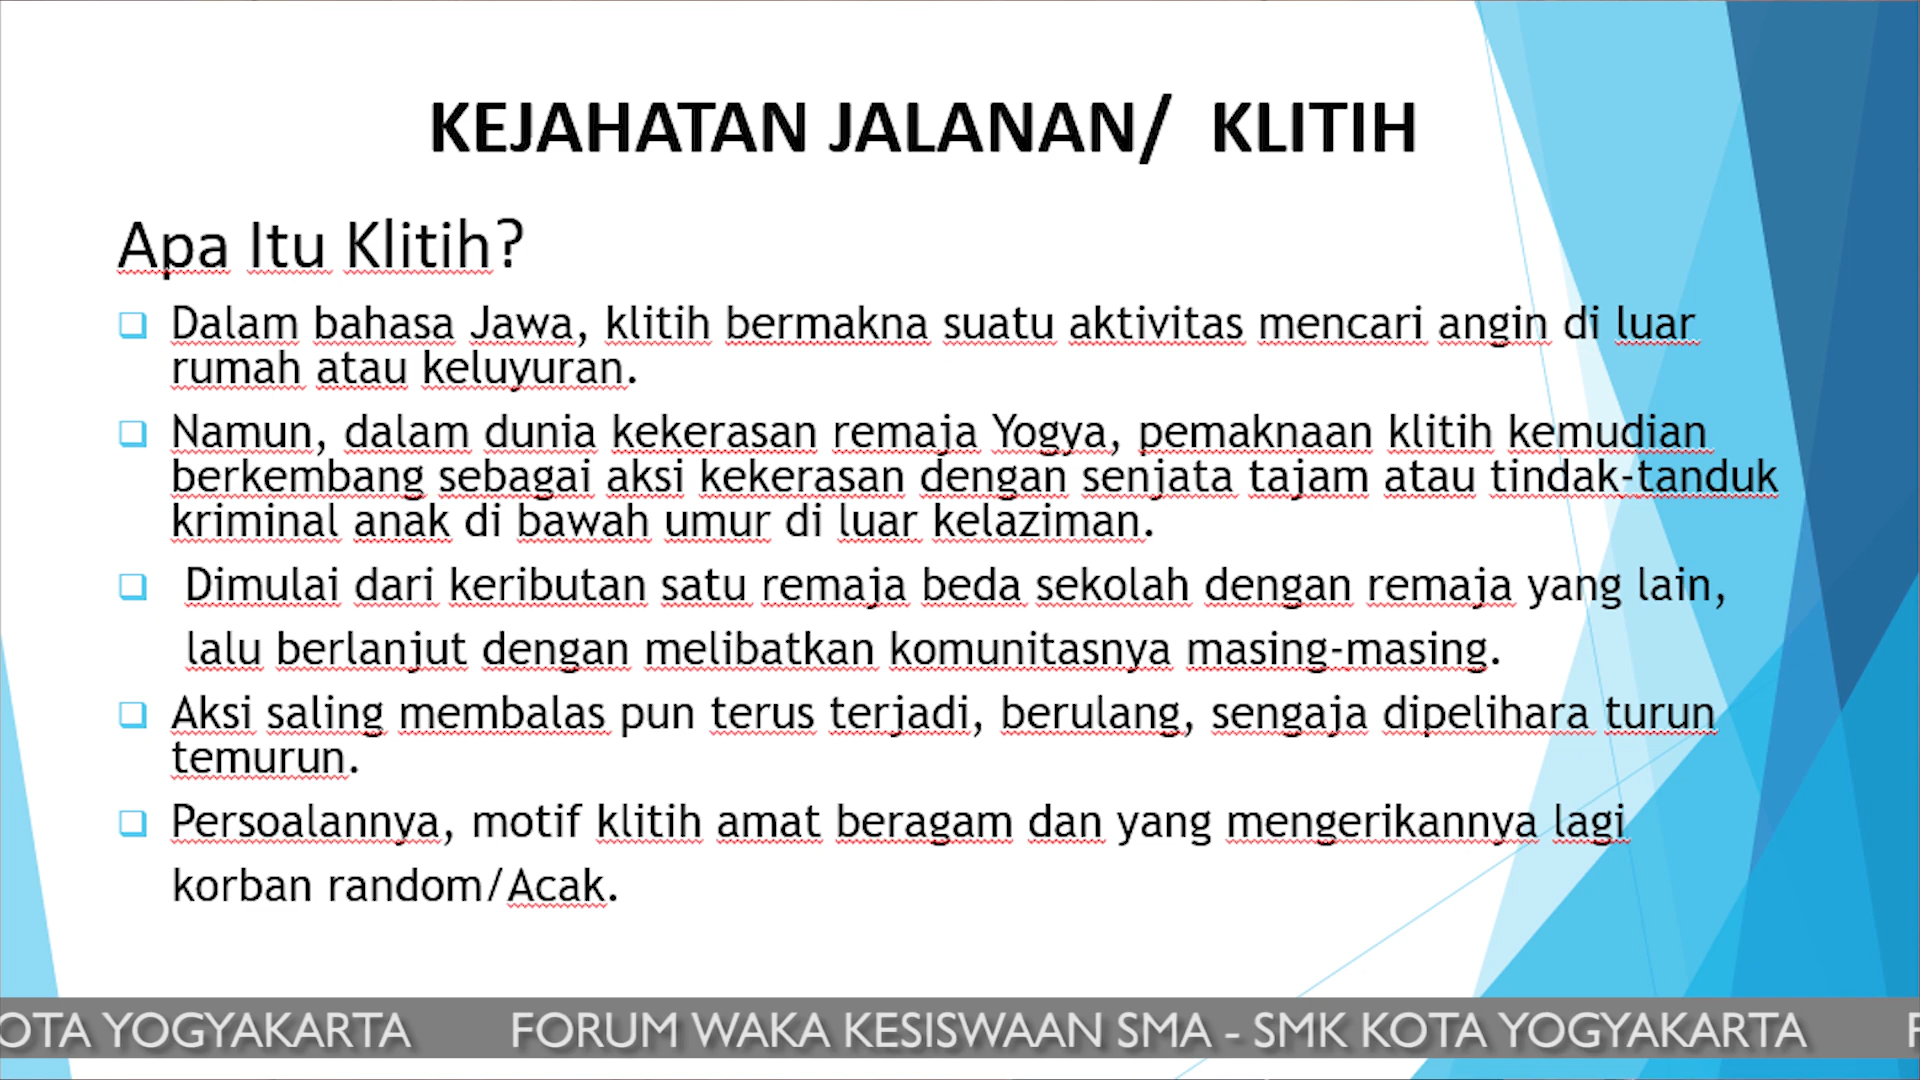 KEJAHATAN JALANAN/ KLITIH
Apa Itu Klitih?
Dalam bahasa Jawa, klitih bermakna suatu aktivitas mencari angin di luar
rumah atau keluyuran.
Namun, dalam dunia kekerasan remaja Yogya, pemaknaan klitih kemudian
berkembang sebagai aksi kekerasan dengan senjata tajam atau tindak-tanduk
kriminal anak di bawah umur di luar kelaziman.
Dimulai dari keributan satu remaja beda sekolah dengan remaja yang lain,
lalu berlanjut dengan melibatkan komunitasnya masing-masing.
Aksi saling membalas pun terus terjadi, berulang, sengaja dipelihara turun
temurun.
Persoalannya, motif klitih amat beragam dan yang mengerikannya lagi
korban random/Acak.
OTA YOGYAKARTA FORUM WAKA KESISWAAN SMA - SMK KOTA YOGYAKARTA F